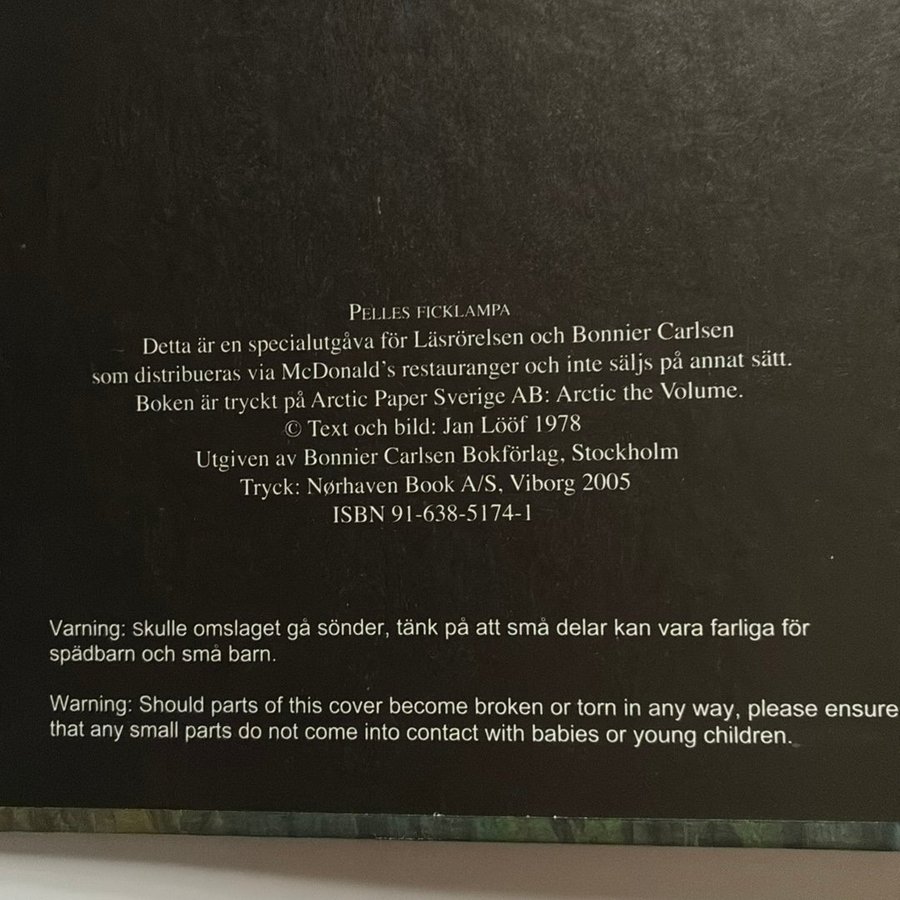 PELLES FICKLAMPA
Detta är en specialutgåva för Läsrörelsen och Bonnier Carlsen
som distribueras via McDonald's restauranger och inte säljs på annat sätt.
Boken är tryckt på Arctic Paper Sverige AB: Arctic the Volume.
© Text och bild: Jan Lööf 1978
Utgiven av Bonnier Carlsen Bokförlag, Stockholm
Tryck: Nørhaven Book A/S, Viborg 2005
ISBN 91-638-5174-1
Varning: Skulle omslaget gå sönder, tänk på att små delar kan vara farliga för
spädbarn och små barn.
Warning: Should parts of this cover become broken or torn in any way, please ensure
that any small parts do not come into contact with babies or young children.